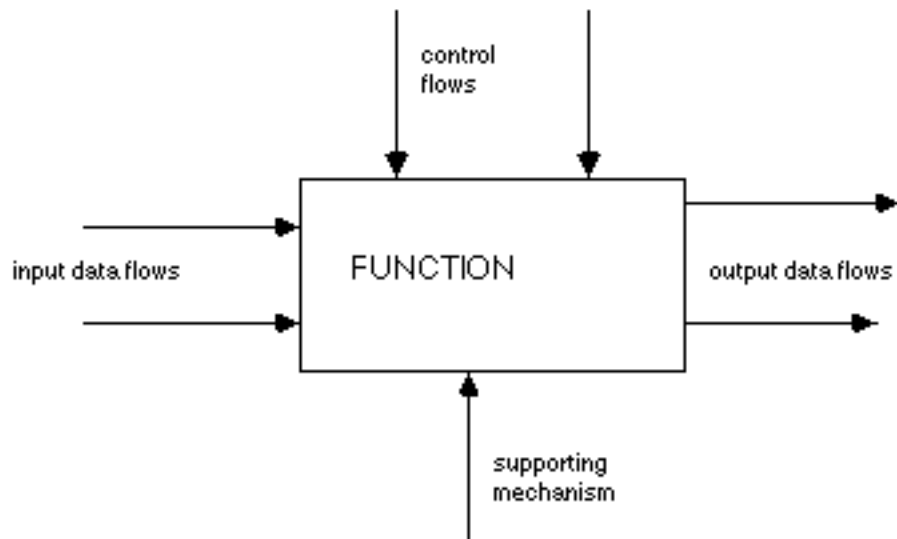 control
flows
input data flows
FUNCTION
output data flows
supporting
mechanism